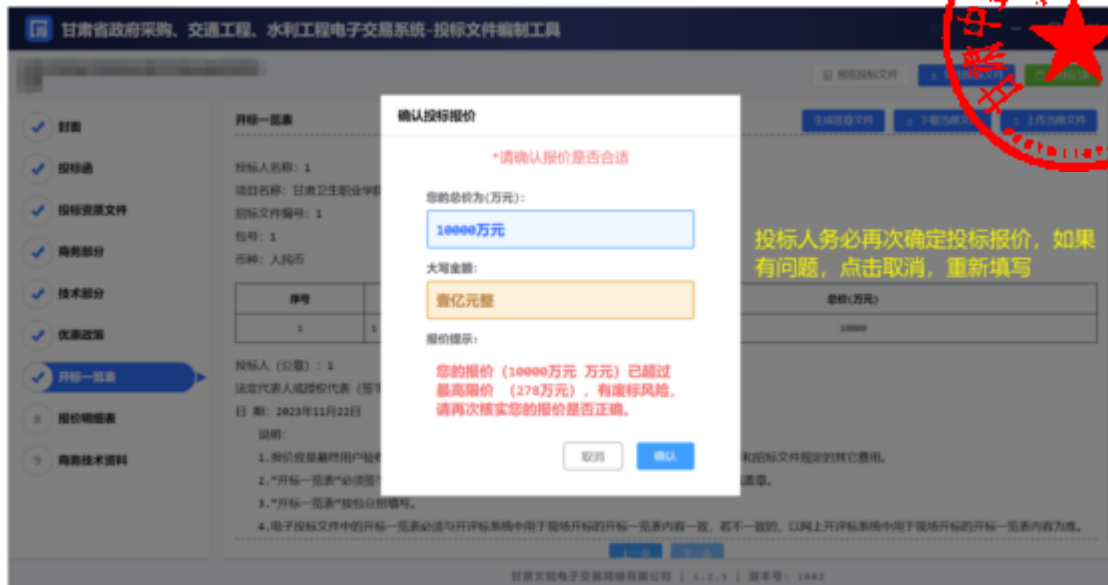 甘肃省政府采购、交通工程、水利工程电子交易系统-投标文件编制工具
预览投标文件
封面
投标函
投标资质文件
商务部分
技术部分
优惠政策
开标一览表
8 报价明细表
9 商务技术资料
开标一览表
生成签章文件
上传当前文件
投标人名称：1
项目名称：甘肃卫生职业学院
招标文件编号：1
包号：1
币种：人民币
序号
总价(万元)
1
1
10000
投标人（公章）：1
法定代表人或授权代表（签字
日 期：2023年11月22日
说明：
1.报价应是最终用户验收
和招标文件规定的其它费用。
2.“开标一览表”必须签
盖章。
3.“开标一览表”按包分别填写。
4.电子投标文件中的开标一览表必须与开评标系统中用于现场开标的开标一览表内容一致，若不一致的，以网上开评标系统中用于现场开标的开标一览表内容为准。
上一步
下一步
确认投标报价
*请确认报价是否合适
您的总价为(万元)：
10000万元
大写金额：
壹亿元整
报价提示：
您的报价（10000万元 万元）已超过
最高限价 （278万元），有废标风险，
请再次核实您的报价是否正确。
取消
确认
投标人务必再次确定投标报价，如果
有问题，点击取消，重新填写
甘肃文锐电子交易网络有限公司 | 1.2.3 | 版本号：1002